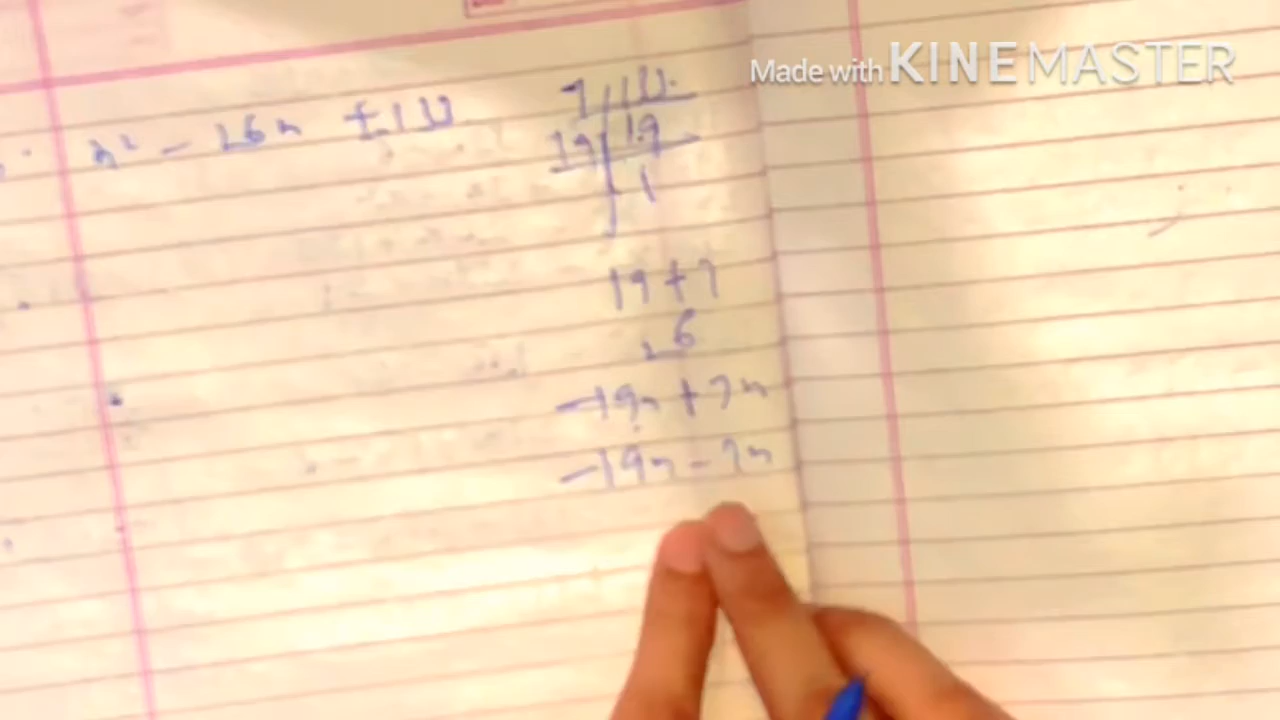 Made with KINEMASTER
x² - 26x + 133
7 | 133
19 | 19
1
19 + 7
26
-19x + 7x
-19x - 7x